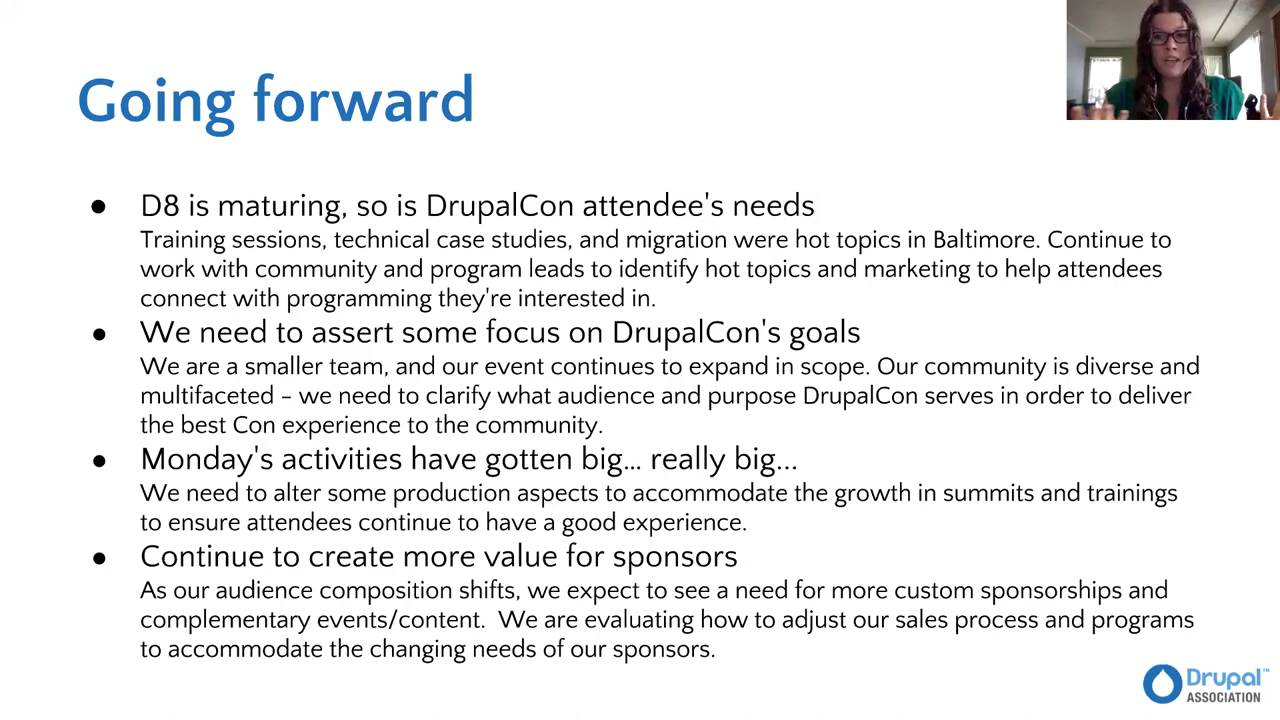 Going forward
● D8 is maturing, so is DrupalCon attendee's needs
Training sessions, technical case studies, and migration were hot topics in Baltimore. Continue to
work with community and program leads to identify hot topics and marketing to help attendees
connect with programming they're interested in.
● We need to assert some focus on DrupalCon's goals
We are a smaller team, and our event continues to expand in scope. Our community is diverse and
multifaceted - we need to clarify what audience and purpose DrupalCon serves in order to deliver
the best Con experience to the community.
● Monday's activities have gotten big... really big...
We need to alter some production aspects to accommodate the growth in summits and trainings
to ensure attendees continue to have a good experience.
● Continue to create more value for sponsors
As our audience composition shifts, we expect to see a need for more custom sponsorships and
complementary events/content.  We are evaluating how to adjust our sales process and programs
to accommodate the changing needs of our sponsors.
Drupal™
ASSOCIATION